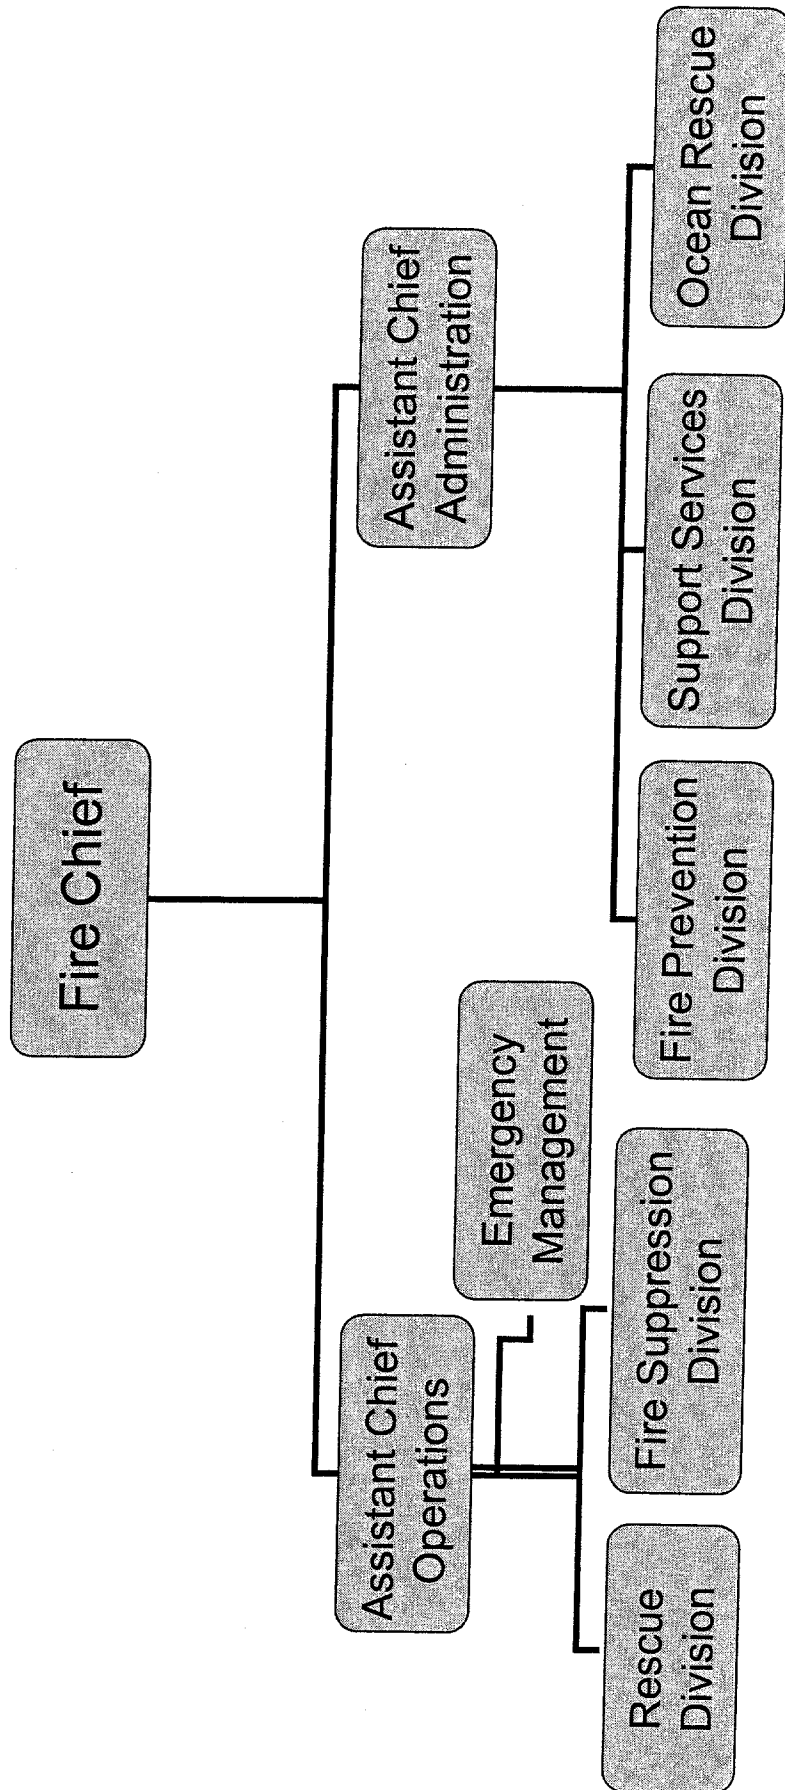 Fire Chief
Assistant Chief
Operations
Assistant Chief
Administration
Emergency
Management
Rescue
Division
Fire Suppression
Division
Fire Prevention
Division
Support Services
Division
Ocean Rescue
Division